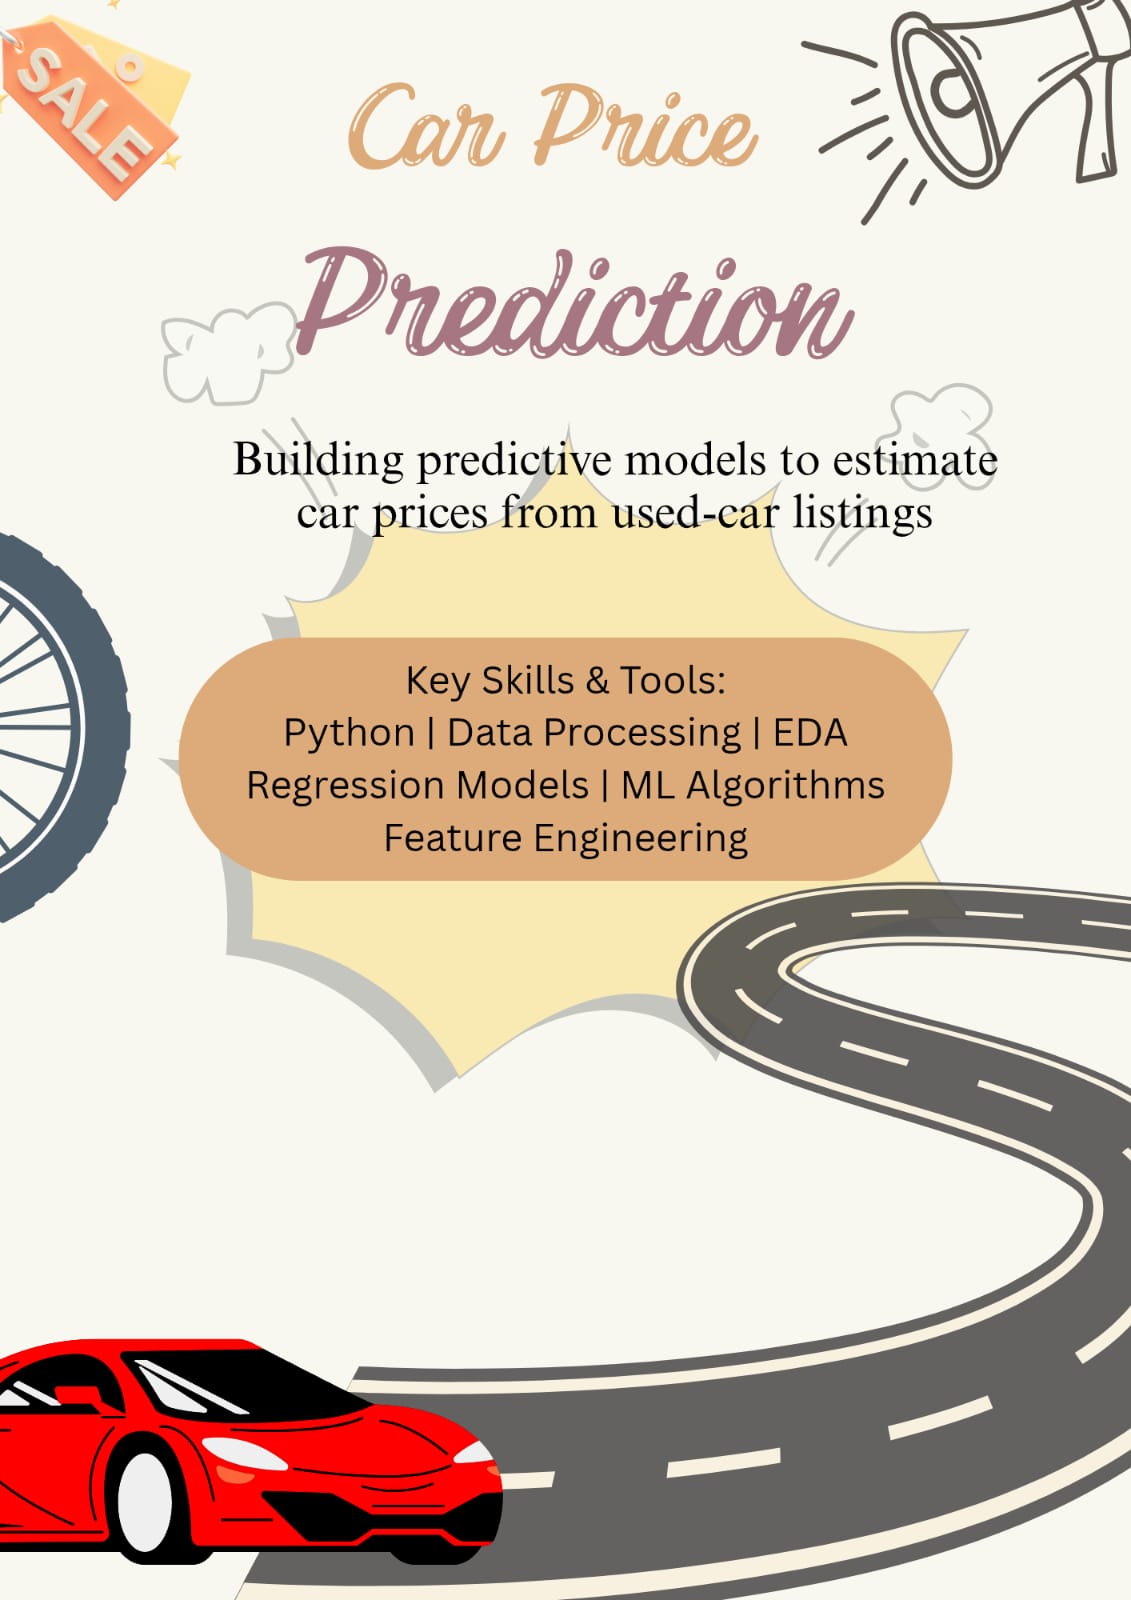 SALE
Car Price
Prediction
Building predictive models to estimate
car prices from used-car listings
Key Skills & Tools:
Python | Data Processing | EDA
Regression Models | ML Algorithms
Feature Engineering